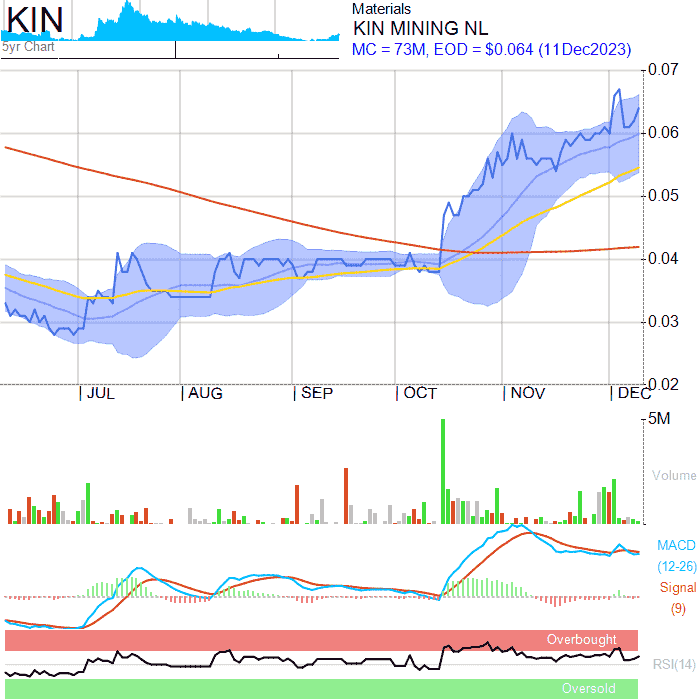 KIN
5yr Chart
Materials
KIN MINING NL
MC = 73M, EOD = $0.064 (11Dec2023)
0.07
0.06
0.05
0.04
0.03
0.02
JUL AUG SEP OCT NOV DEC
5M
Volume
MACD
(12-26)
Signal
(9)
Overbought
RSI(14)
Oversold